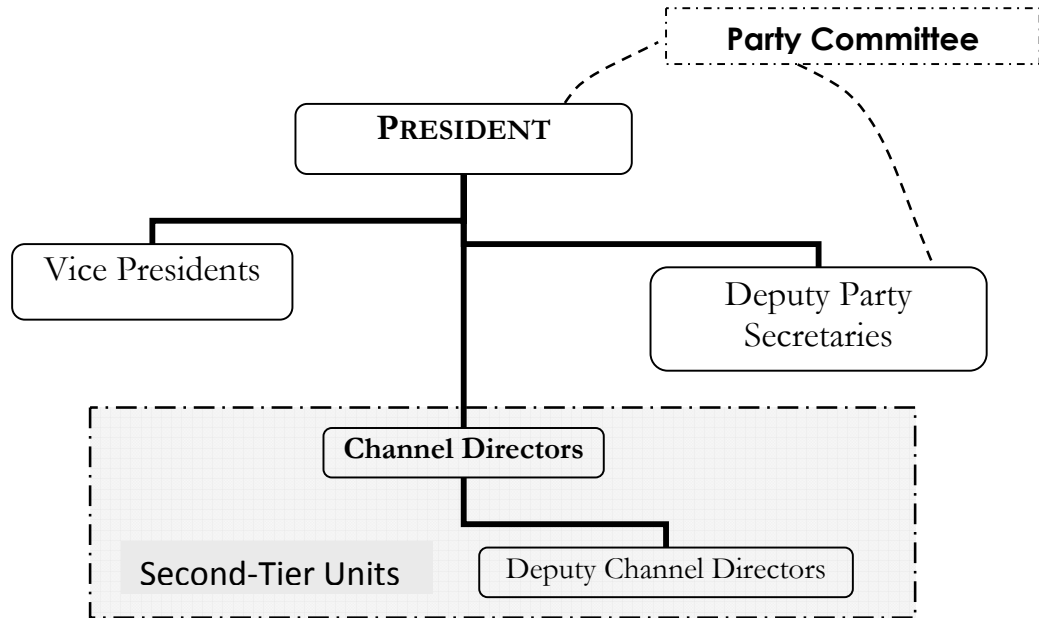 Party Committee
PRESIDENT
Vice Presidents
Deputy Party
Secretaries
Channel Directors
Second-Tier Units
Deputy Channel Directors